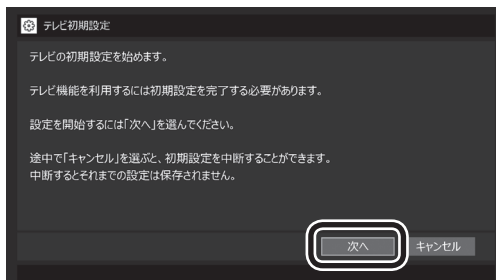 テレビ初期設定
テレビの初期設定を始めます。
テレビ機能を利用するには初期設定を完了する必要があります。
設定を開始するには「次へ」を選んでください。
途中で「キャンセル」を選ぶと、初期設定を中断することができます。
中断するとそれまでの設定は保存されません。
次へ キャンセル